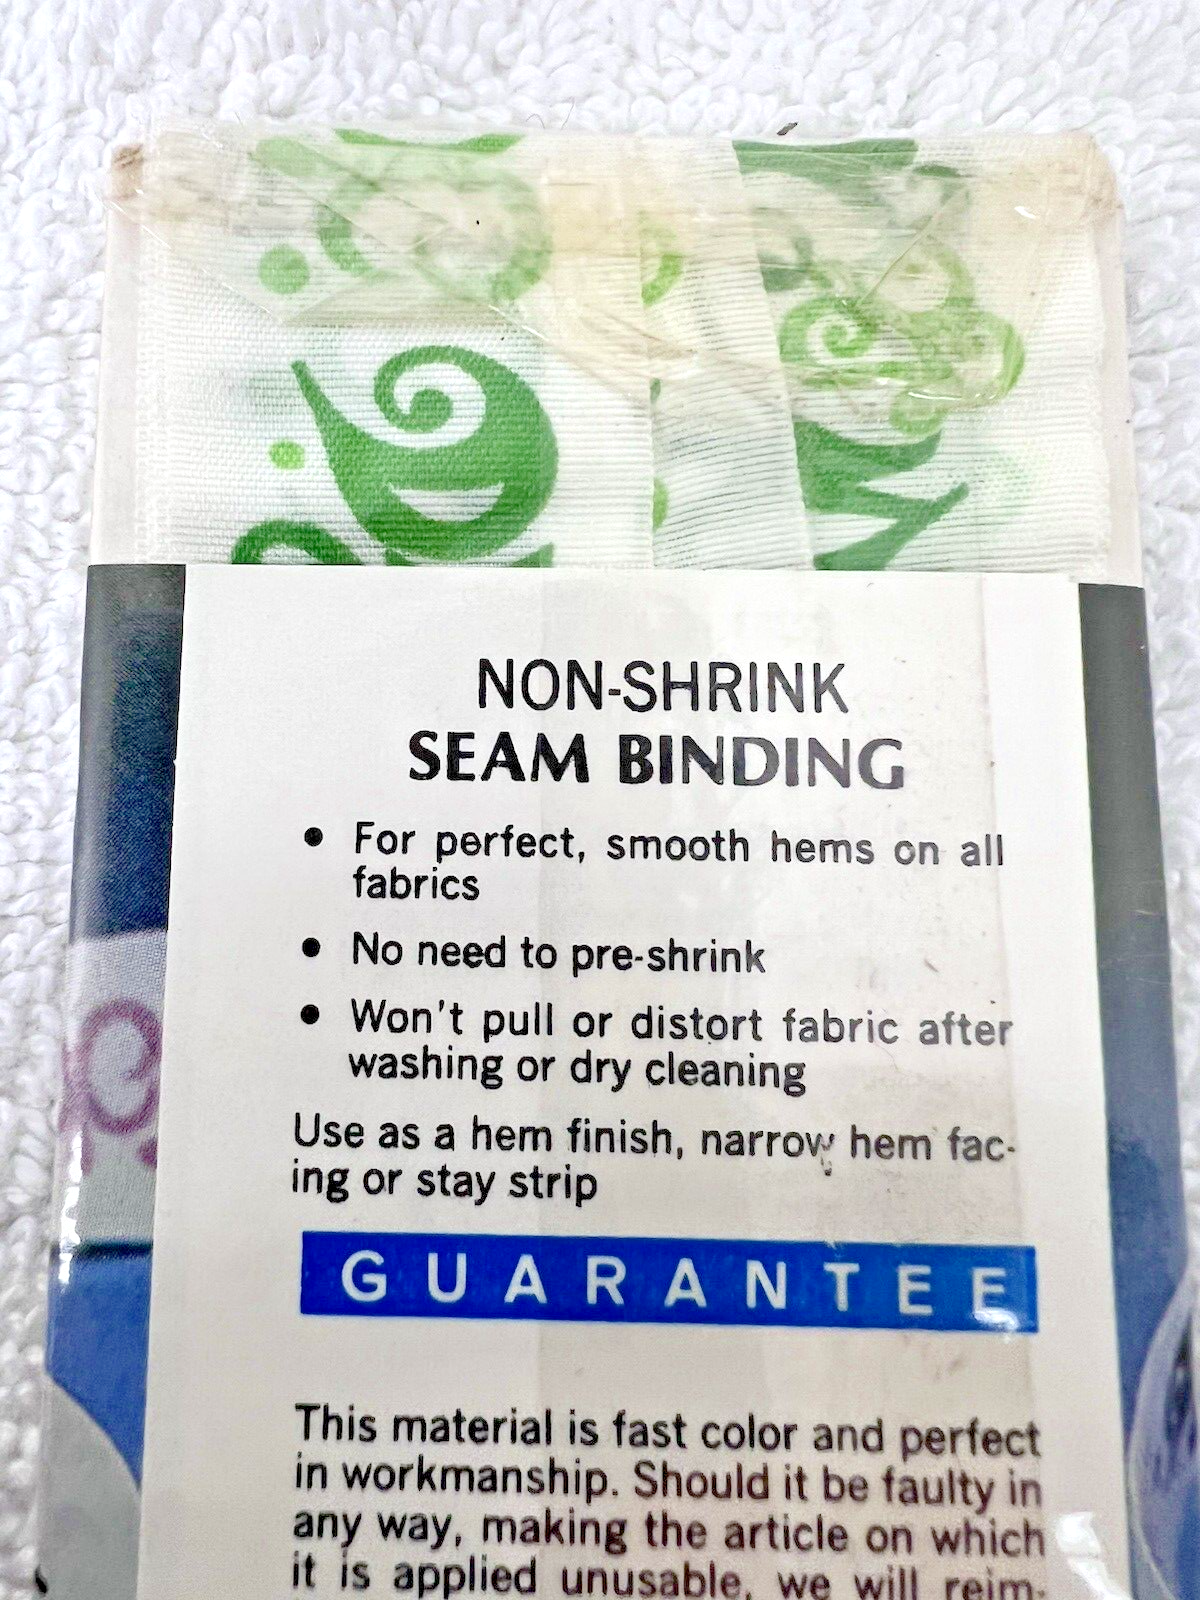 NON-SHRINK
SEAM BINDING
• For perfect, smooth hems on all
fabrics
• No need to pre-shrink
• Won't pull or distort fabric after
washing or dry cleaning
Use as a hem finish, narrow hem fac-
ing or stay strip
GUARANTEE
This material is fast color and perfect
in workmanship. Should it be faulty in
any way, making the article on which
it is applied unusable, we will reim-